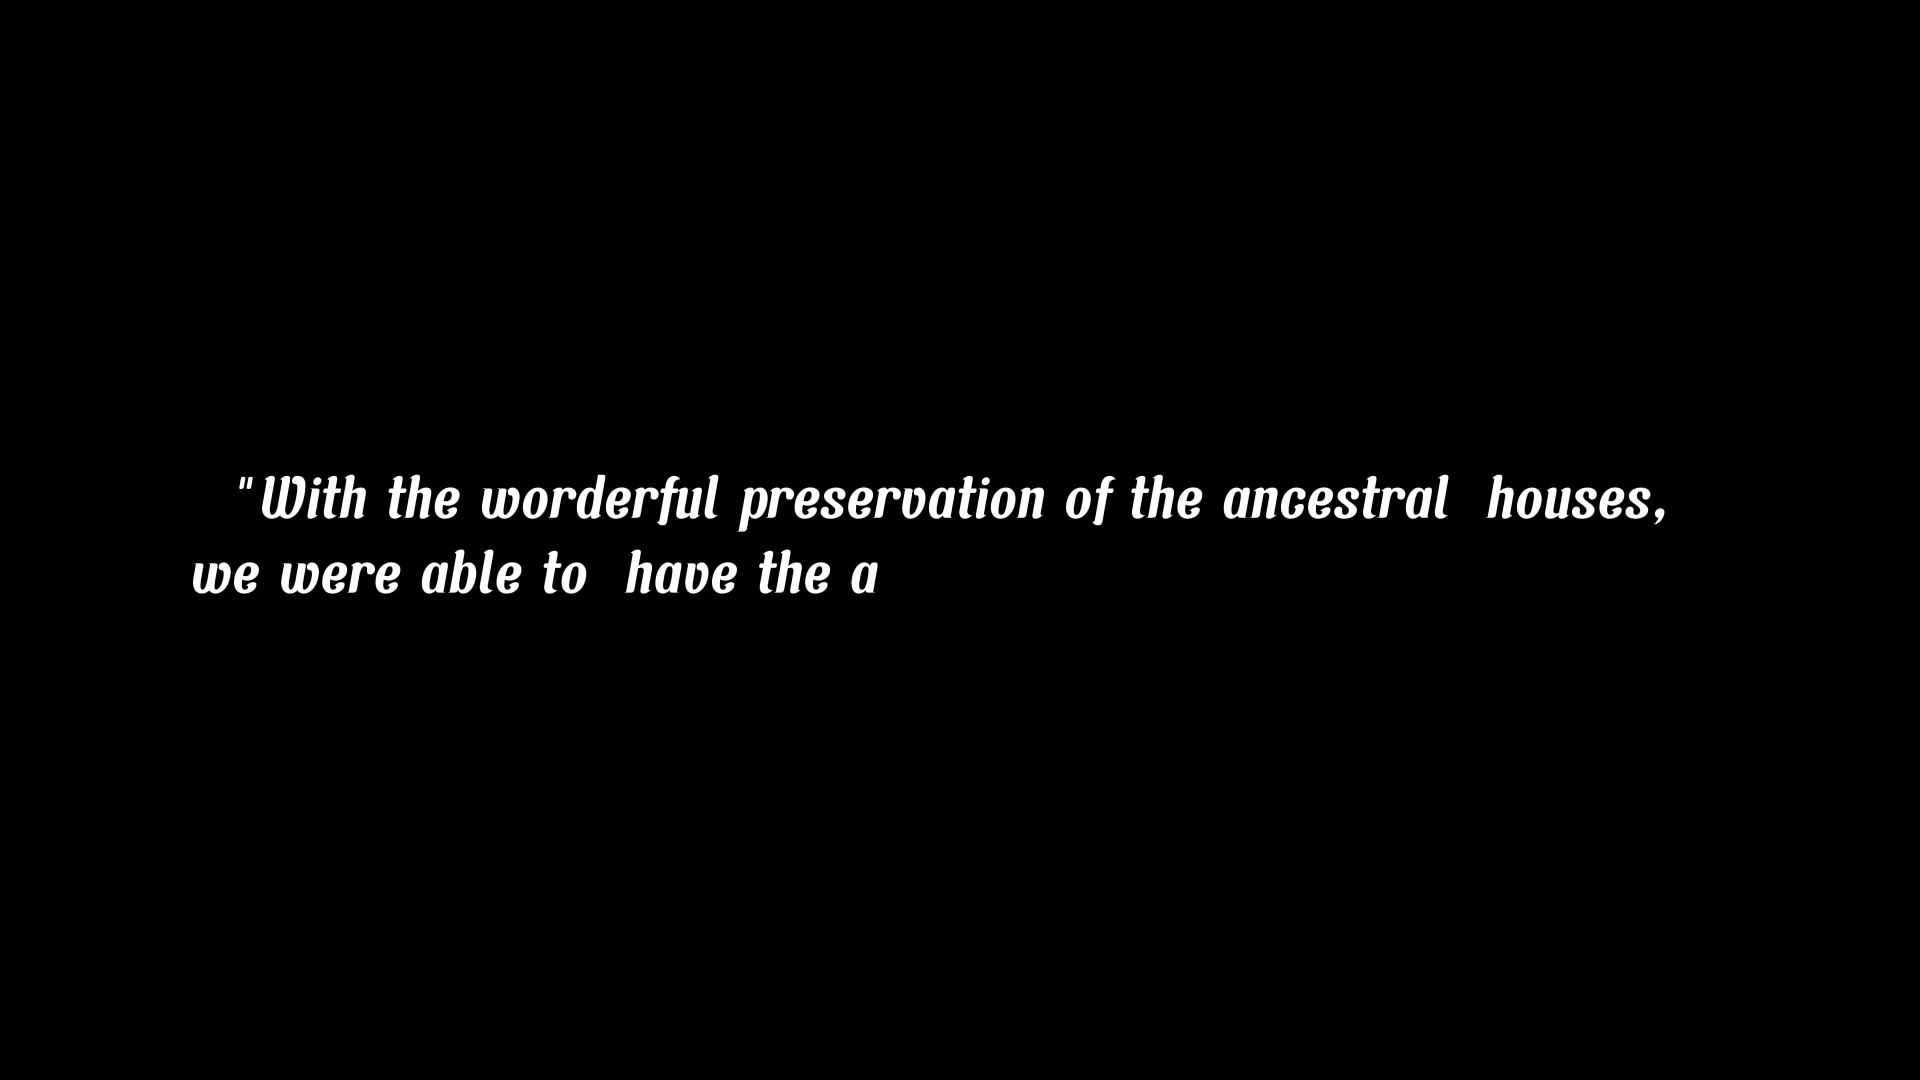 "With the worderful preservation of the ancestral  houses,
we were able to  have the a